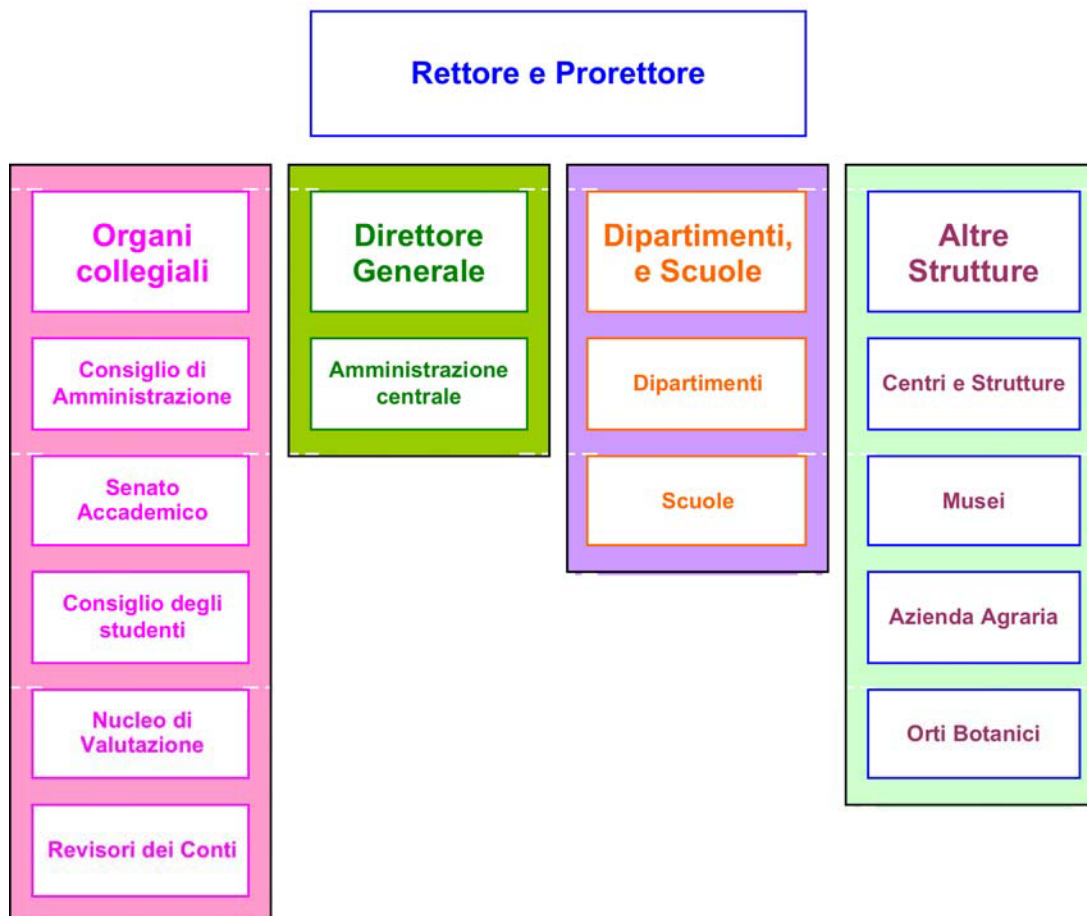 Rettore e Prorettore
Organi
collegiali
Consiglio di
Amministrazione
Senato
Accademico
Consiglio degli
studenti
Nucleo di
Valutazione
Revisori dei Conti
Direttore
Generale
Amministrazione
centrale
Dipartimenti,
e Scuole
Dipartimenti
Scuole
Altre
Strutture
Centri e Strutture
Musei
Azienda Agraria
Orti Botanici